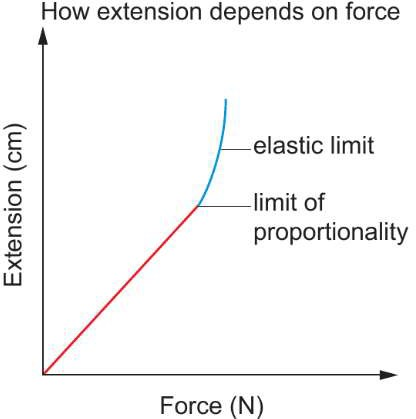 How extension depends on force
Extension (cm)
elastic limit
limit of
proportionality
Force (N)